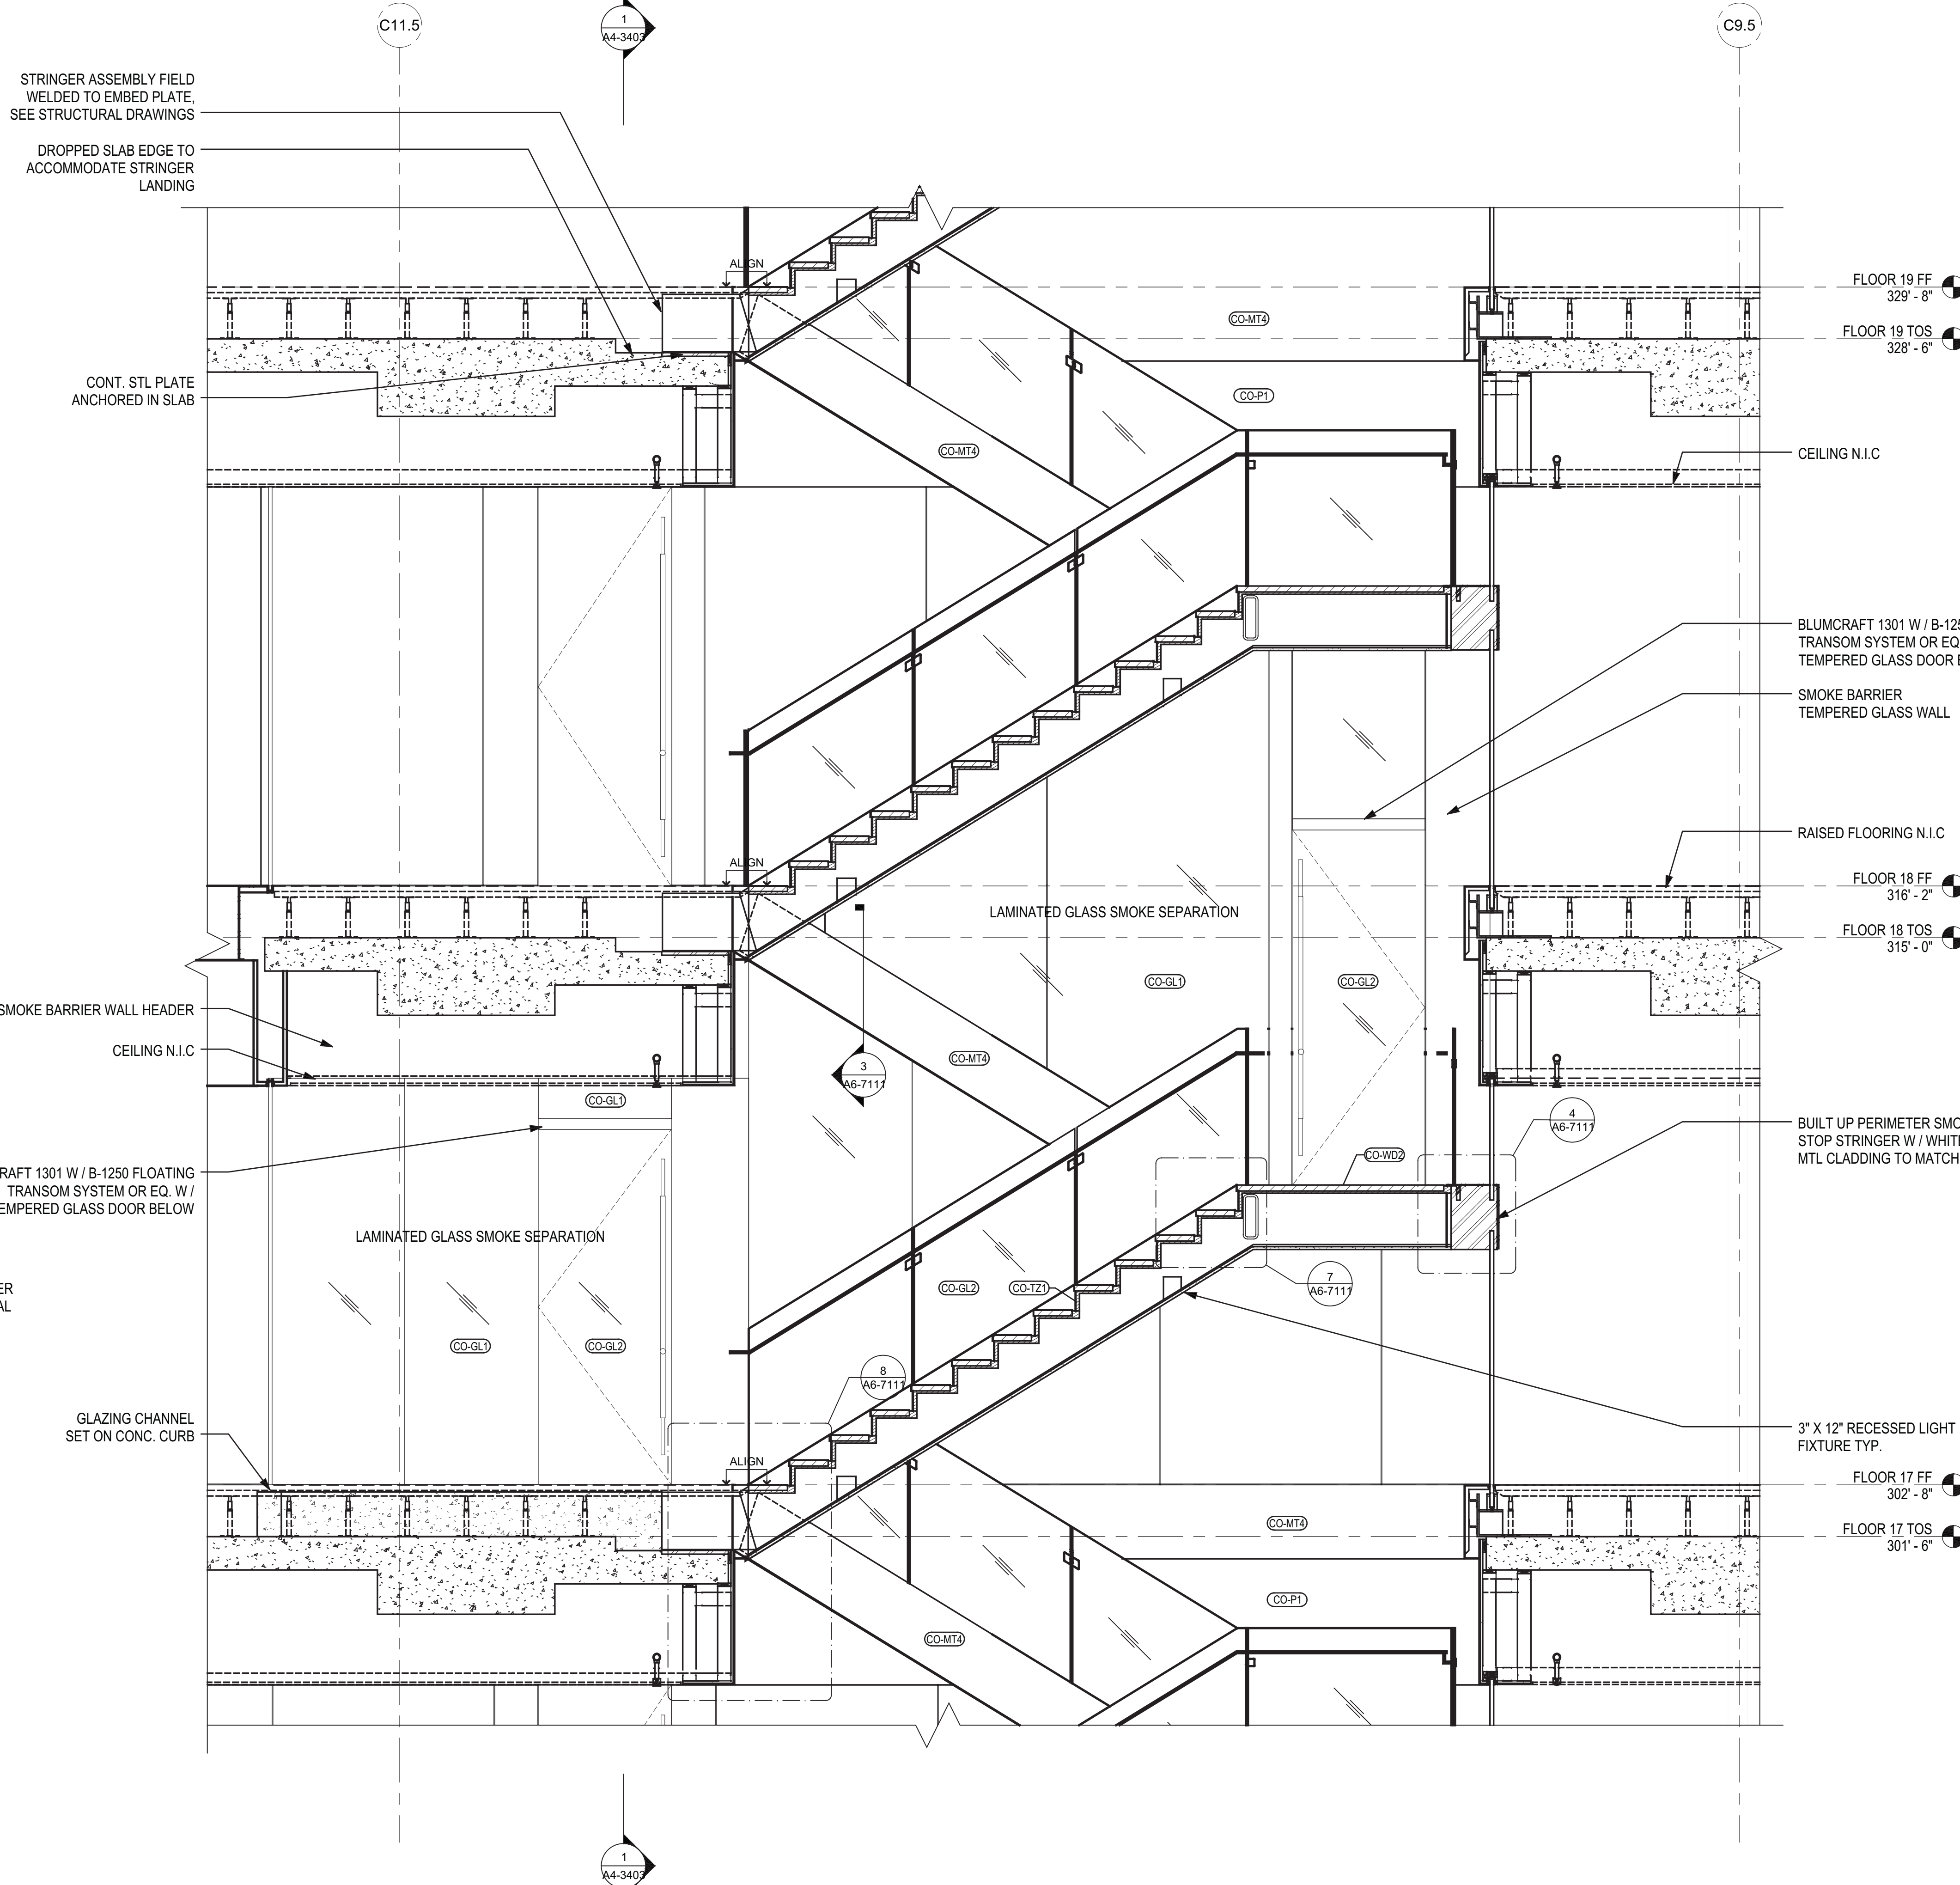 C11.5
1
A4-3403
C9.5
STRINGER ASSEMBLY FIELD
WELDED TO EMBED PLATE,
SEE STRUCTURAL DRAWINGS
DROPPED SLAB EDGE TO
ACCOMMODATE STRINGER
LANDING
ALIGN
FLOOR 19 FF
329' - 8"
CO-MT4
FLOOR 19 TOS
328' - 6"
CONT. STL PLATE
ANCHORED IN SLAB
CO-P1
CO-MT4
CEILING N.I.C
BLUMCRAFT 1301 W / B-125
TRANSOM SYSTEM OR EQ.
TEMPERED GLASS DOOR
SMOKE BARRIER
TEMPERED GLASS WALL
RAISED FLOORING N.I.C
ALIGN
FLOOR 18 FF
316' - 2"
LAMINATED GLASS SMOKE SEPARATION
FLOOR 18 TOS
315' - 0"
CO-GL1
CO-GL2
SMOKE BARRIER WALL HEADER
CEILING N.I.C
CO-MT4
3
A6-7111
CO-GL1
4
A6-7111
BUILT UP PERIMETER SMO
STOP STRINGER W / WHIT
MTL CLADDING TO MATCH
CO-WD2
RAFT 1301 W / B-1250 FLOATING
TRANSOM SYSTEM OR EQ. W /
EMPERED GLASS DOOR BELOW
LAMINATED GLASS SMOKE SEPARATION
7
A6-7111
CO-GL2
CO-TZ1
ER
AL
CO-GL1
CO-GL2
8
A6-7111
GLAZING CHANNEL
SET ON CONC. CURB
3" X 12" RECESSED LIGHT
FIXTURE TYP.
ALIGN
FLOOR 17 FF
302' - 8"
CO-MT4
FLOOR 17 TOS
301' - 6"
CO-P1
CO-MT4
1
A4-3403